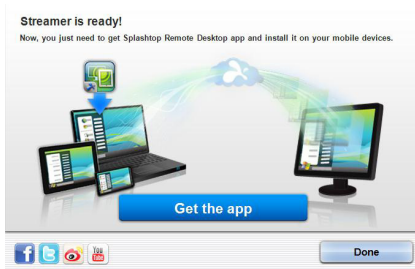 Streamer is ready!
Now, you just need to get Splashtop Remote Desktop app and install it on your mobile devices.
Get the app
You
Tube
Done